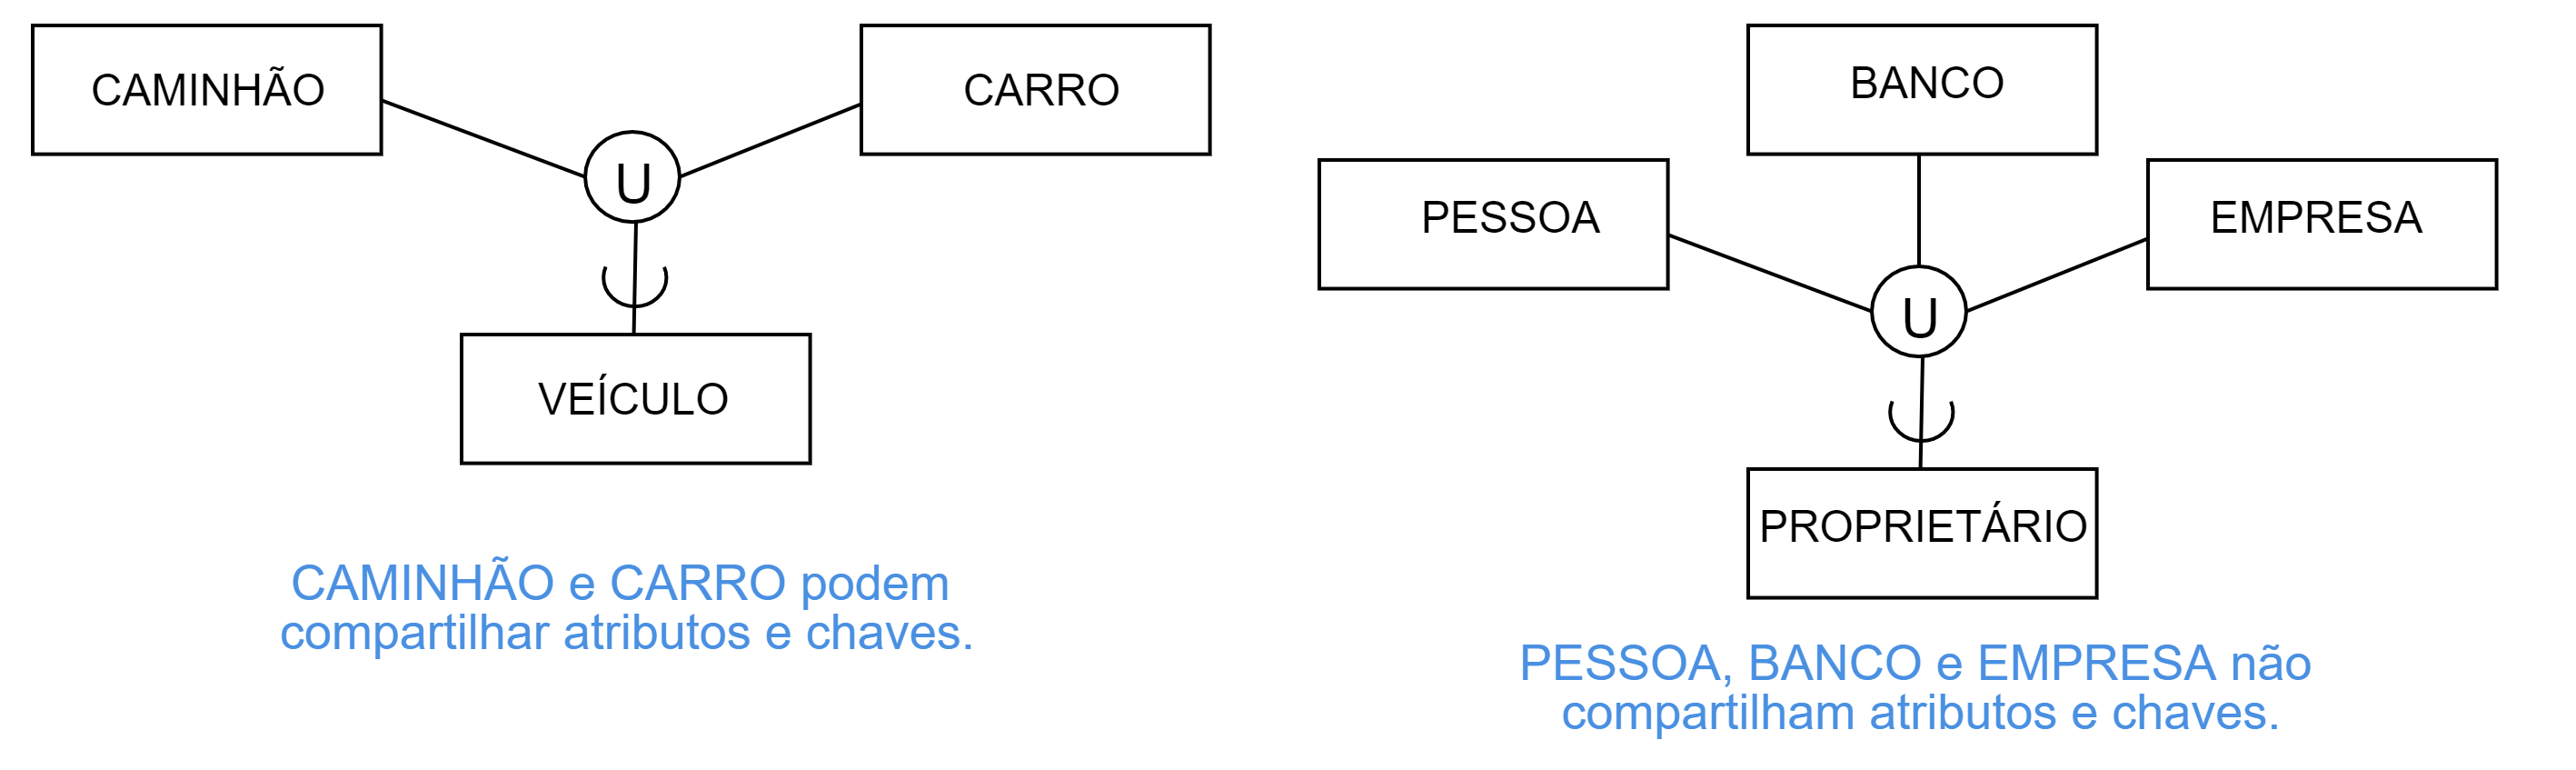 CAMINHÃO
CARRO
U
VEÍCULO
CAMINHÃO e CARRO podem
compartilhar atributos e chaves.
BANCO
PESSOA
EMPRESA
U
PROPRIETÁRIO
PESSOA, BANCO e EMPRESA não
compartilham atributos e chaves.